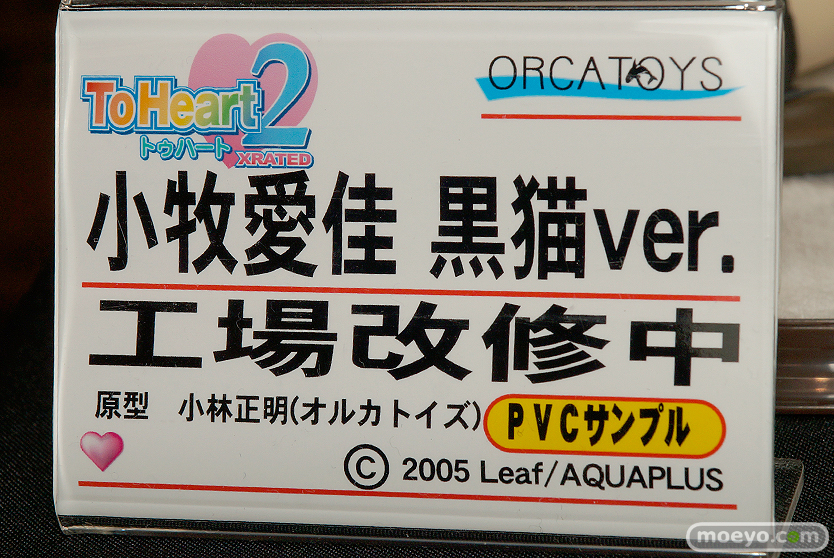 ToHeart2
トゥハート
XRATED
ORCATOYS
小牧愛佳 黒猫ver.
工場改修中
原型 小林正明(オルカトイズ)
PVCサンプル
© 2005 Leaf/AQUAPLUS
moeyo.com